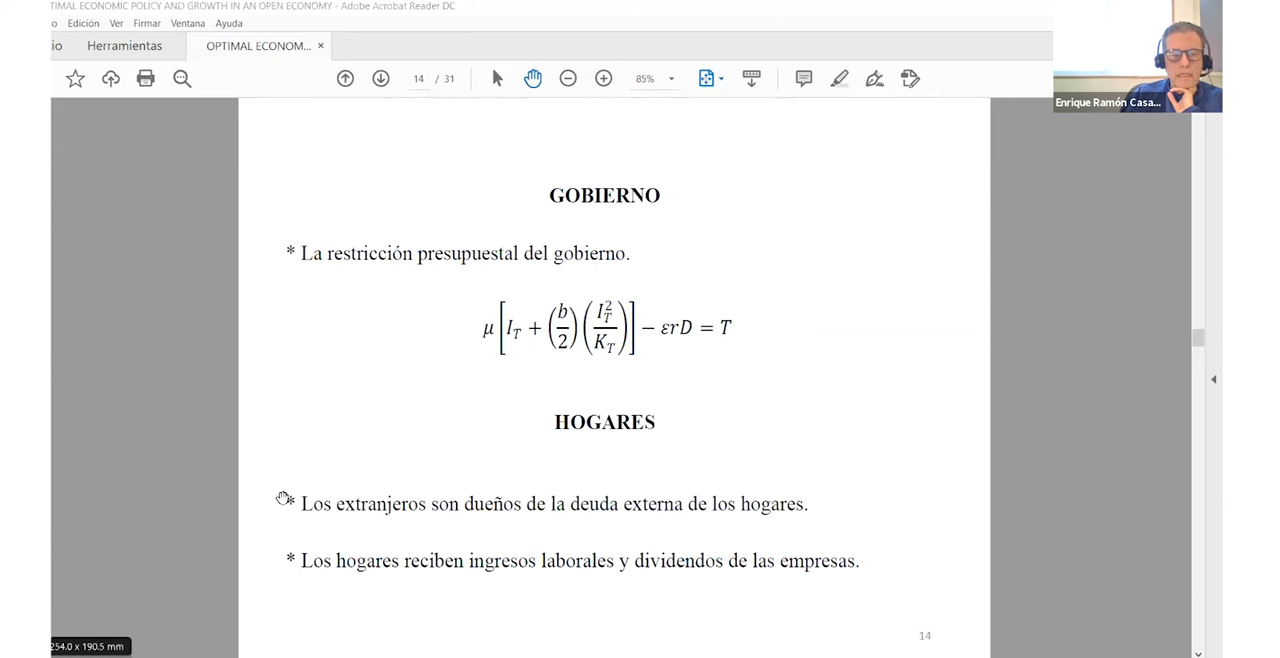 TIMAL ECONOMIC POLICY AND GROWTH IN AN OPEN ECONOMY - Adobe Acrobat Reader DC
o Edición Ver Firmar Ventana Ayuda
io Herramientas OPTIMAL ECONOM... ×
14 / 31 85%
Enrique Ramón Casa...
GOBIERNO
* La restricción presupuestal del gobierno.
μ[I_T + (b/2)(I_T^2/K_T)] − εrD = T
HOGARES
* Los extranjeros son dueños de la deuda externa de los hogares.
* Los hogares reciben ingresos laborales y dividendos de las empresas.
14
254.0 x 190.5 mm